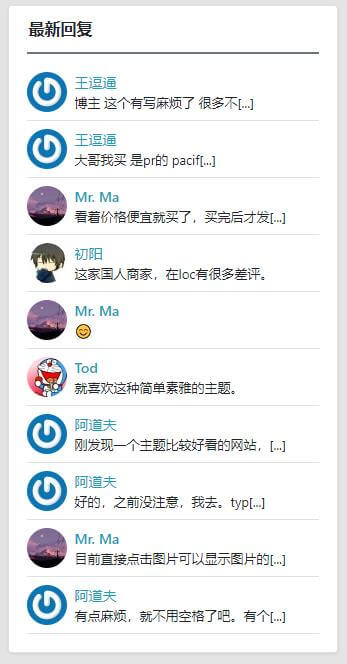 最新回复
王逗逼
博主 这个有写麻烦了 很多不[...]
王逗逼
大哥我买 是pr的 pacif[...]
Mr. Ma
看着价格便宜就买了，买完后才发[...]
初阳
这家国人商家，在loc有很多差评。
Mr. Ma
Tod
就喜欢这种简单素雅的主题。
阿道夫
刚发现一个主题比较好看的网站，[...]
阿道夫
好的，之前没注意，我去。typ[...]
Mr. Ma
目前直接点击图片可以显示图片的[...]
阿道夫
有点麻烦，就不用空格了吧。有个[...]